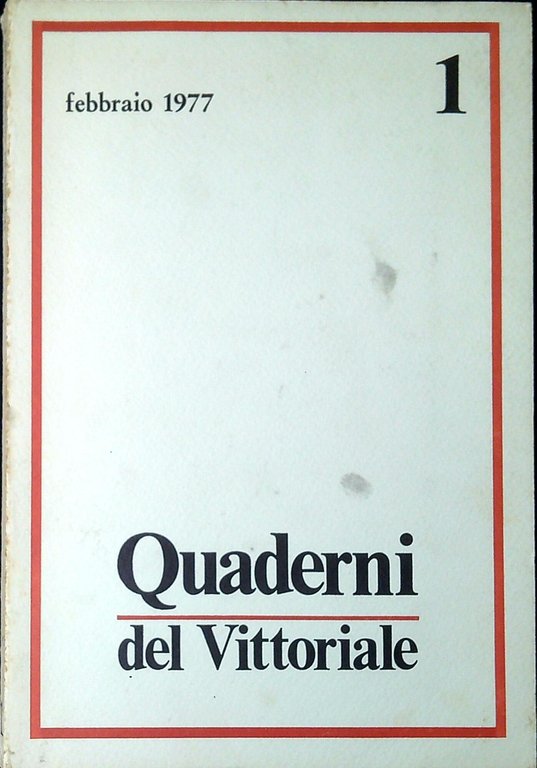 febbraio 1977
1
Quaderni
del Vittoriale